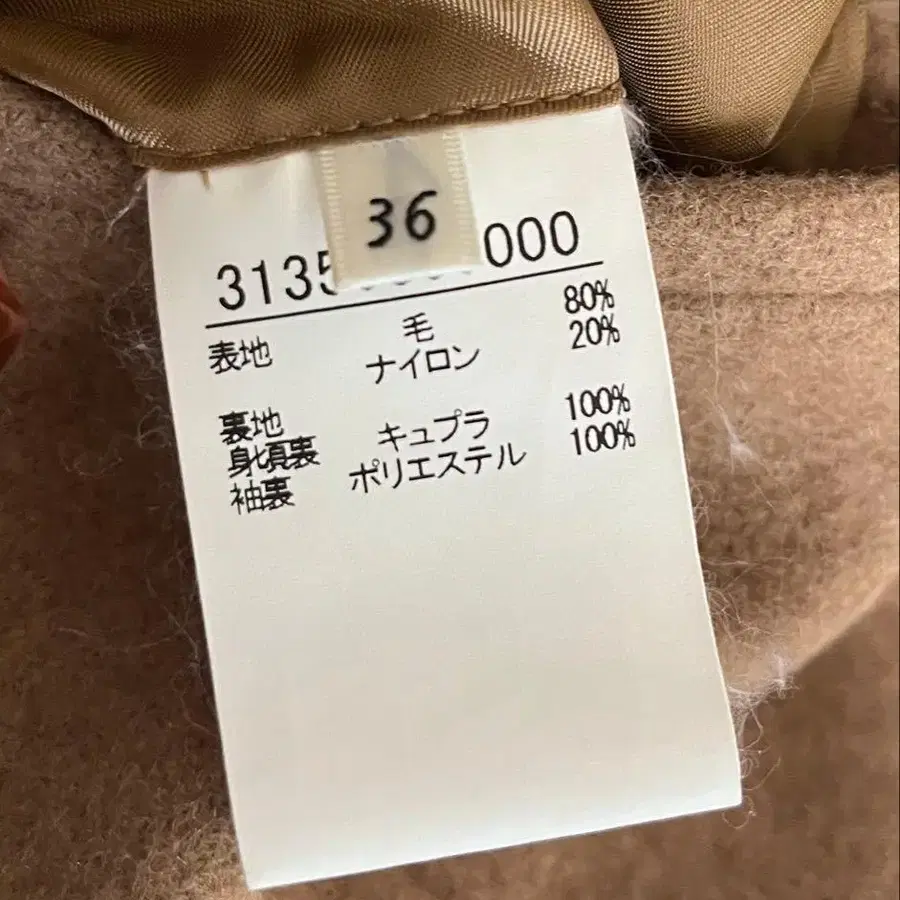 36
3135 000
表地 毛 80%
ナイロン 20%
裏地
身頃裏 キュプラ 100%
袖裏 ポリエステル 100%